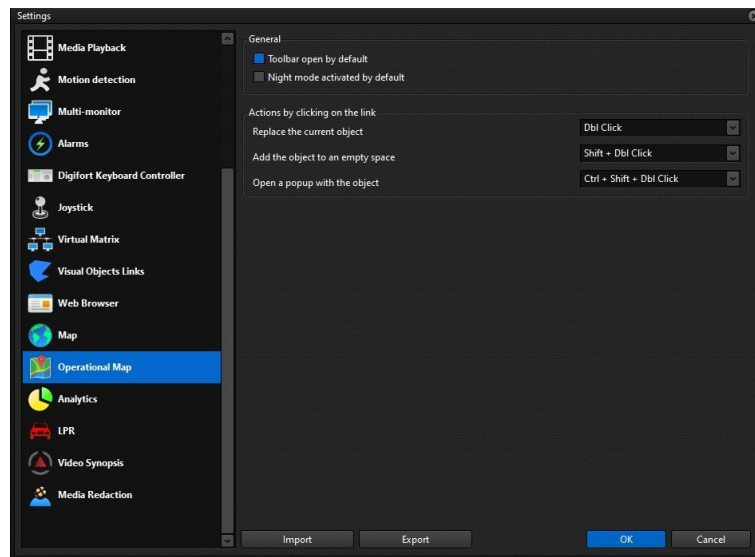 Settings
Media Playback
Motion detection
Multi-monitor
Alarms
Digifort Keyboard Controller
Joystick
Virtual Matrix
Visual Objects Links
Web Browser
Map
Operational Map
Analytics
LPR
Video Synopsis
Media Redaction
General
Toolbar open by default
Night mode activated by default
Actions by clicking on the link
Replace the current object
Dbl Click
Add the object to an empty space
Shift + Dbl Click
Open a popup with the object
Ctrl + Shift + Dbl Click
Import
Export
OK
Cancel